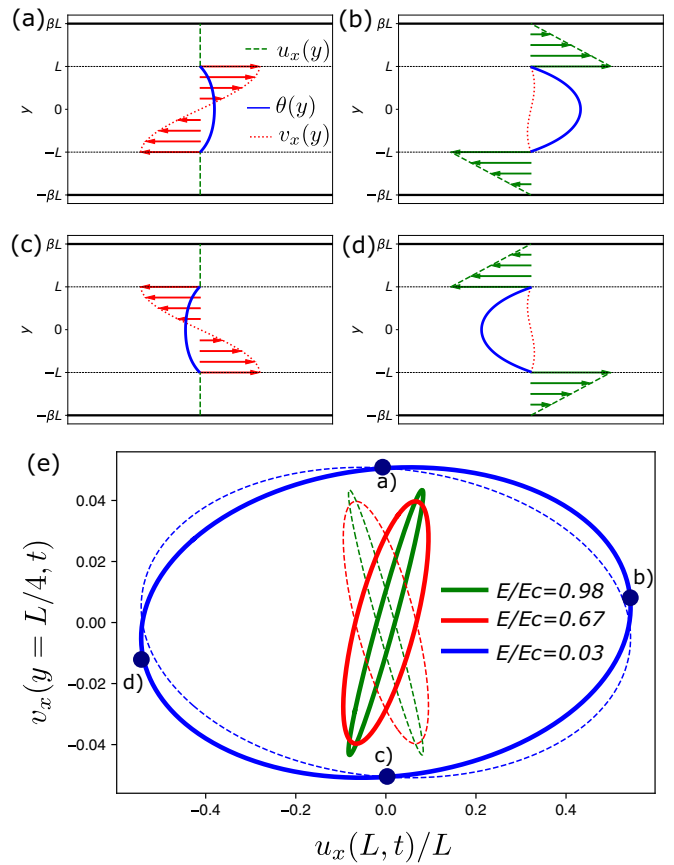 (a)
βL
L
y
0
−L
−βL
u_x(y)
θ(y)
v_x(y)
(b)
βL
L
y
0
−L
−βL
(c)
βL
L
y
0
−L
−βL
(d)
βL
L
y
0
−L
−βL
(e)
v_x(y = L/4, t)
0.04
0.02
0.00
−0.02
−0.04
a)
b)
c)
d)
E/Ec=0.98
E/Ec=0.67
E/Ec=0.03
−0.4
−0.2
0.0
0.2
0.4
u_x(L, t)/L